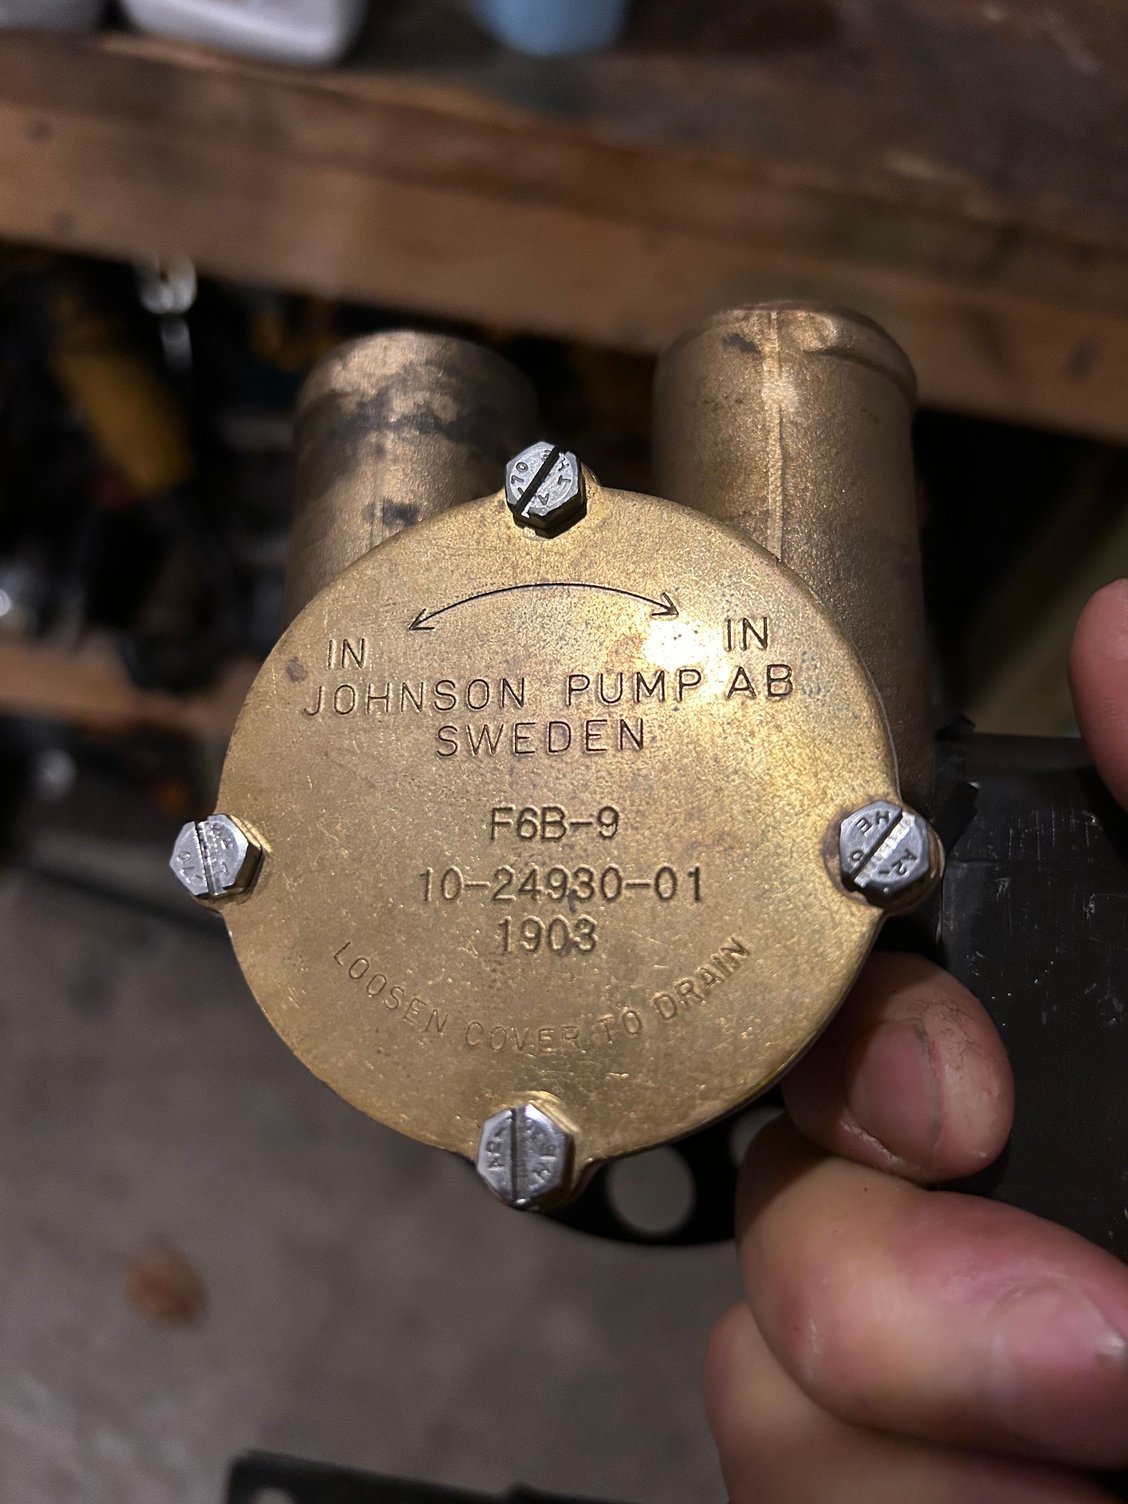 IN IN
JOHNSON PUMP AB
SWEDEN
F6B-9
10-24930-01
1903
LOOSEN COVER TO DRAIN